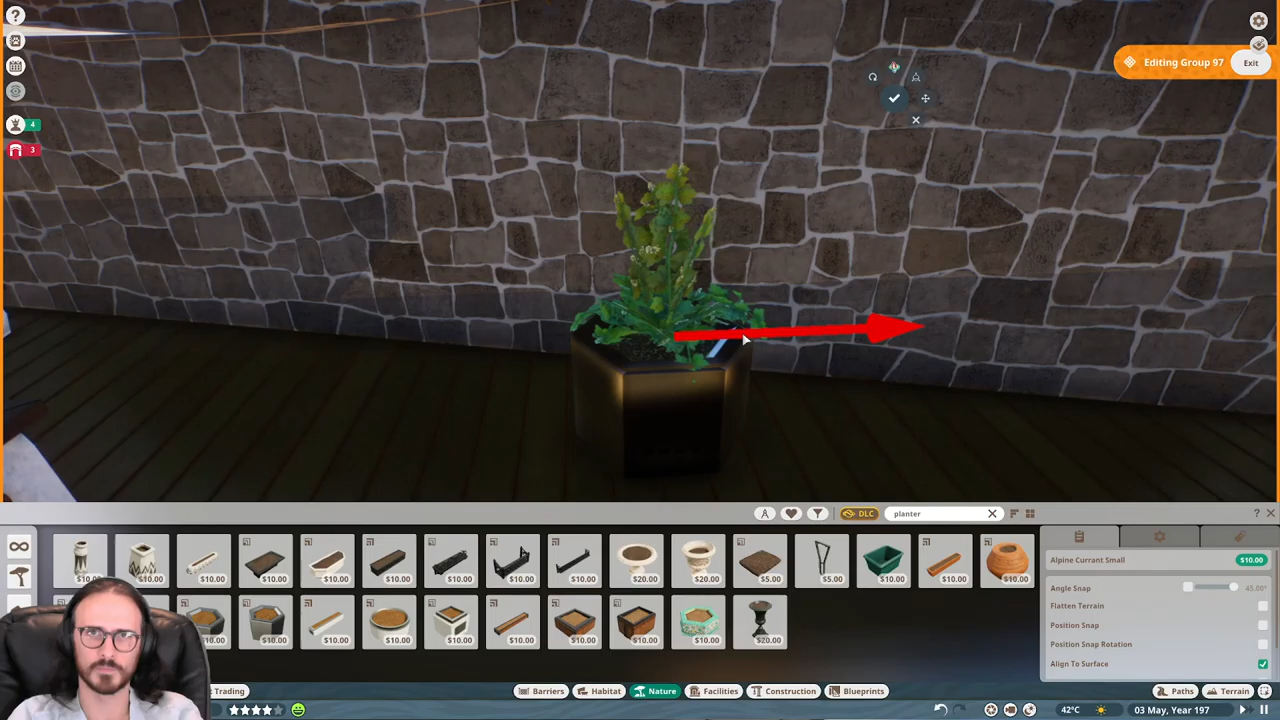 ?
Editing Group 97
Exit
4
3
DLC
planter
?
$10.00
$10.00
$10.00
$10.00
$10.00
$10.00
$10.00
$10.00
$10.00
$20.00
$20.00
$5.00
$5.00
$10.00
$10.00
$10.00
Alpine Currant Small
$10.00
Angle Snap
45.00°
Flatten Terrain
Position Snap
Position Snap Rotation
Align To Surface
$10.00
$10.00
$10.00
$10.00
$10.00
$10.00
$10.00
$10.00
$20.00
t Trading
Barriers
Habitat
Nature
Facilities
Construction
Blueprints
Paths
Terrain
42°C
03 May, Year 197